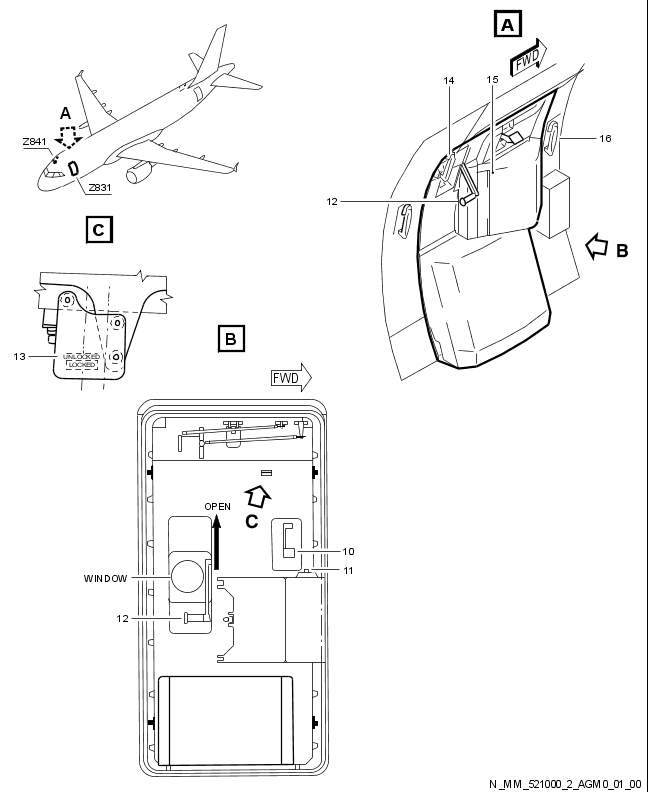 A
FWD
14
15
16
12
B
A
Z841
Z831
C
13
UNLOCKED
LOCKED
B
FWD
OPEN
C
10
11
WINDOW
12
N_MM_521000_2_AGM0_01_00